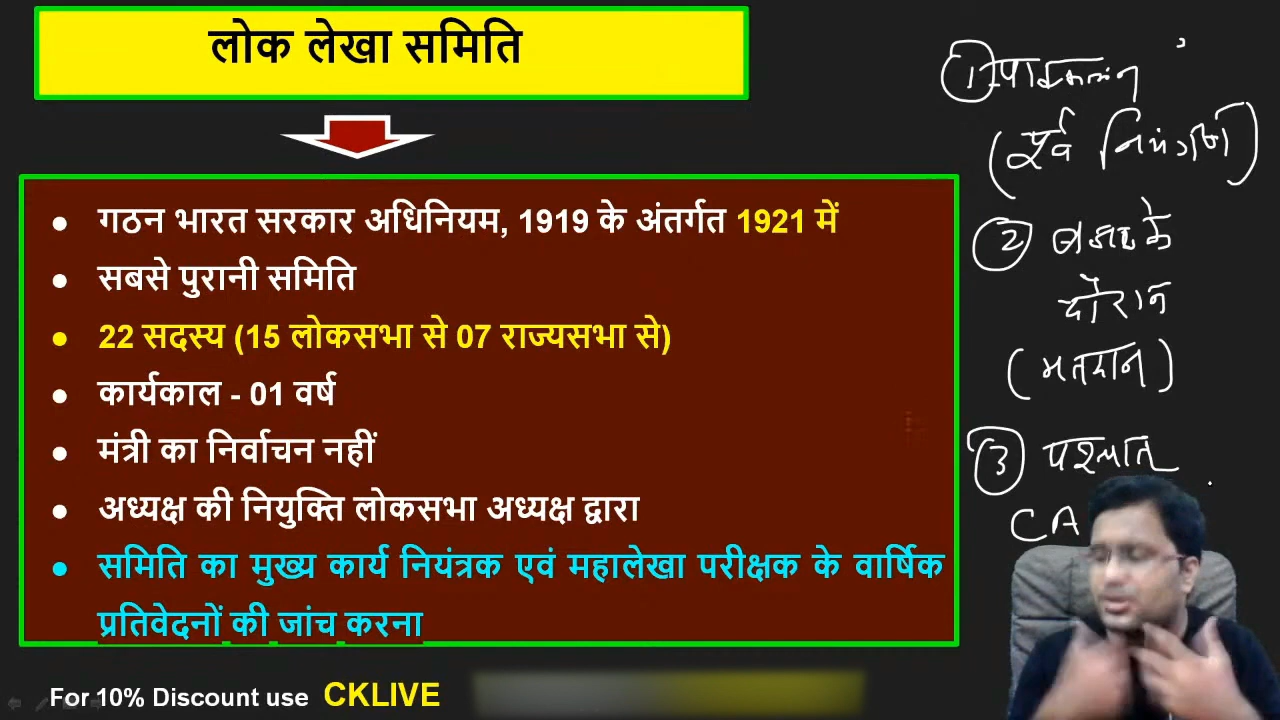 लोक लेखा समिति
• गठन भारत सरकार अधिनियम, 1919 के अंतर्गत 1921 में
• सबसे पुरानी समिति
• 22 सदस्य (15 लोकसभा से 07 राज्यसभा से)
• कार्यकाल - 01 वर्ष
• मंत्री का निर्वाचन नहीं
• अध्यक्ष की नियुक्ति लोकसभा अध्यक्ष द्वारा
• समिति का मुख्य कार्य नियंत्रक एवं महालेखा परीक्षक के वार्षिक
प्रतिवेदनों की जांच करना
For 10% Discount use CKLIVE
1
(पूर्व नियंत्रण)
2 बजट के
दौरान
(मतदान)
3 पश्चात
CA